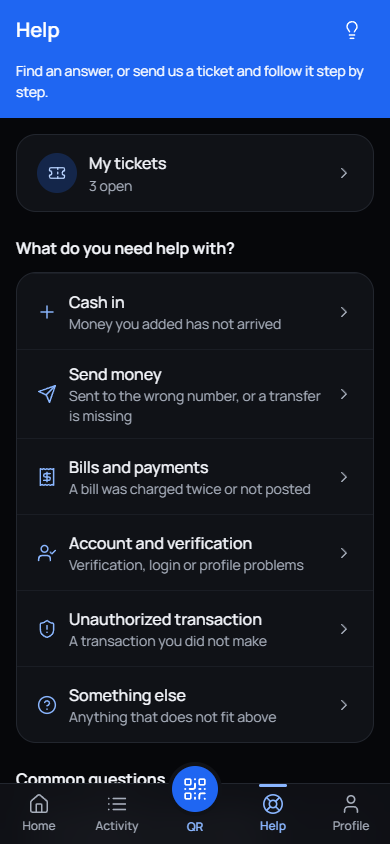 Help
Find an answer, or send us a ticket and follow it step by
step.
My tickets
3 open
What do you need help with?
Cash in
Money you added has not arrived
Send money
Sent to the wrong number, or a transfer
is missing
Bills and payments
A bill was charged twice or not posted
Account and verification
Verification, login or profile problems
Unauthorized transaction
A transaction you did not make
Something else
Anything that does not fit above
Common questions
Home
Activity
QR
Help
Profile